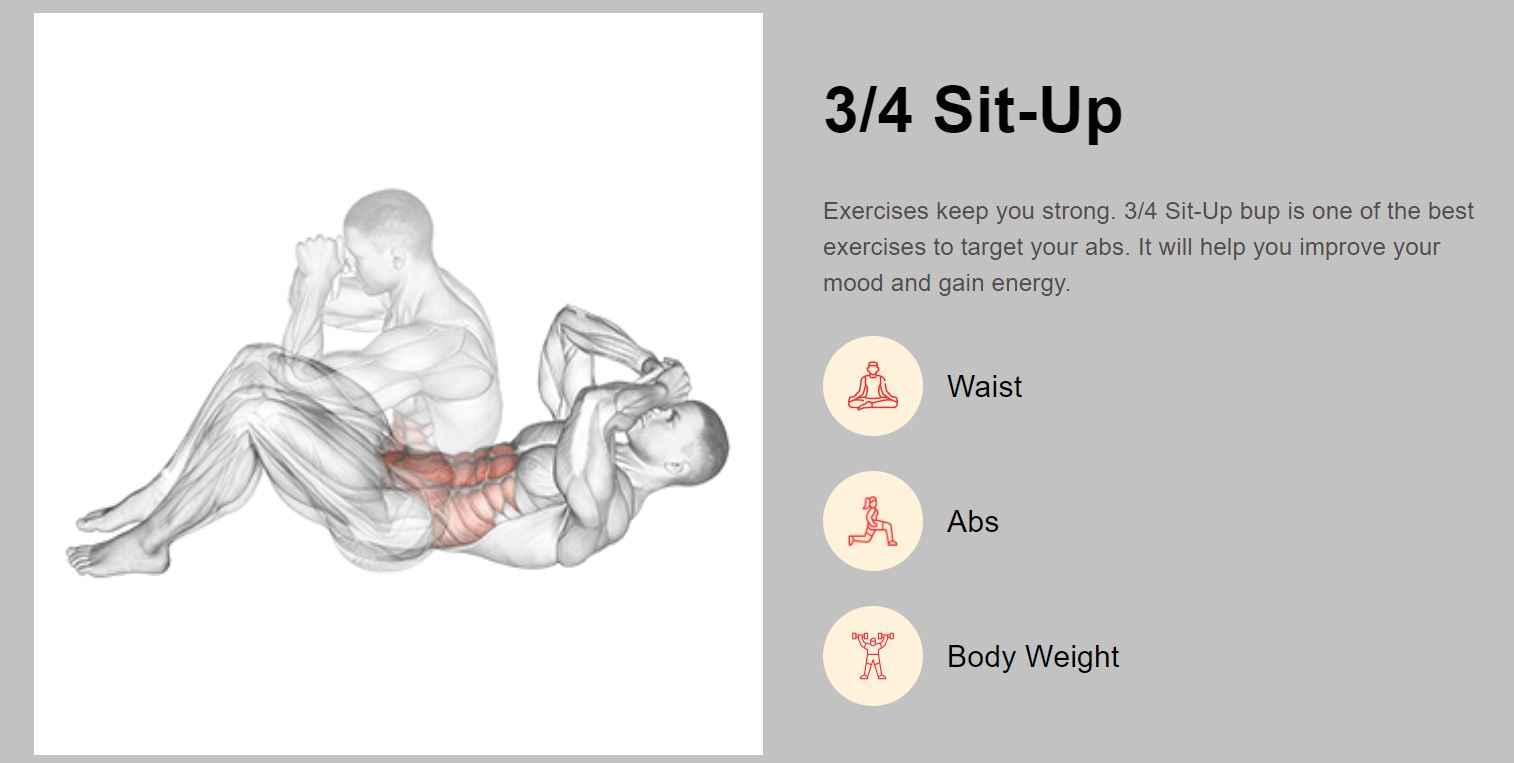 3/4 Sit-Up
Exercises keep you strong. 3/4 Sit-Up bup is one of the best
exercises to target your abs. It will help you improve your
mood and gain energy.
Waist
Abs
Body Weight